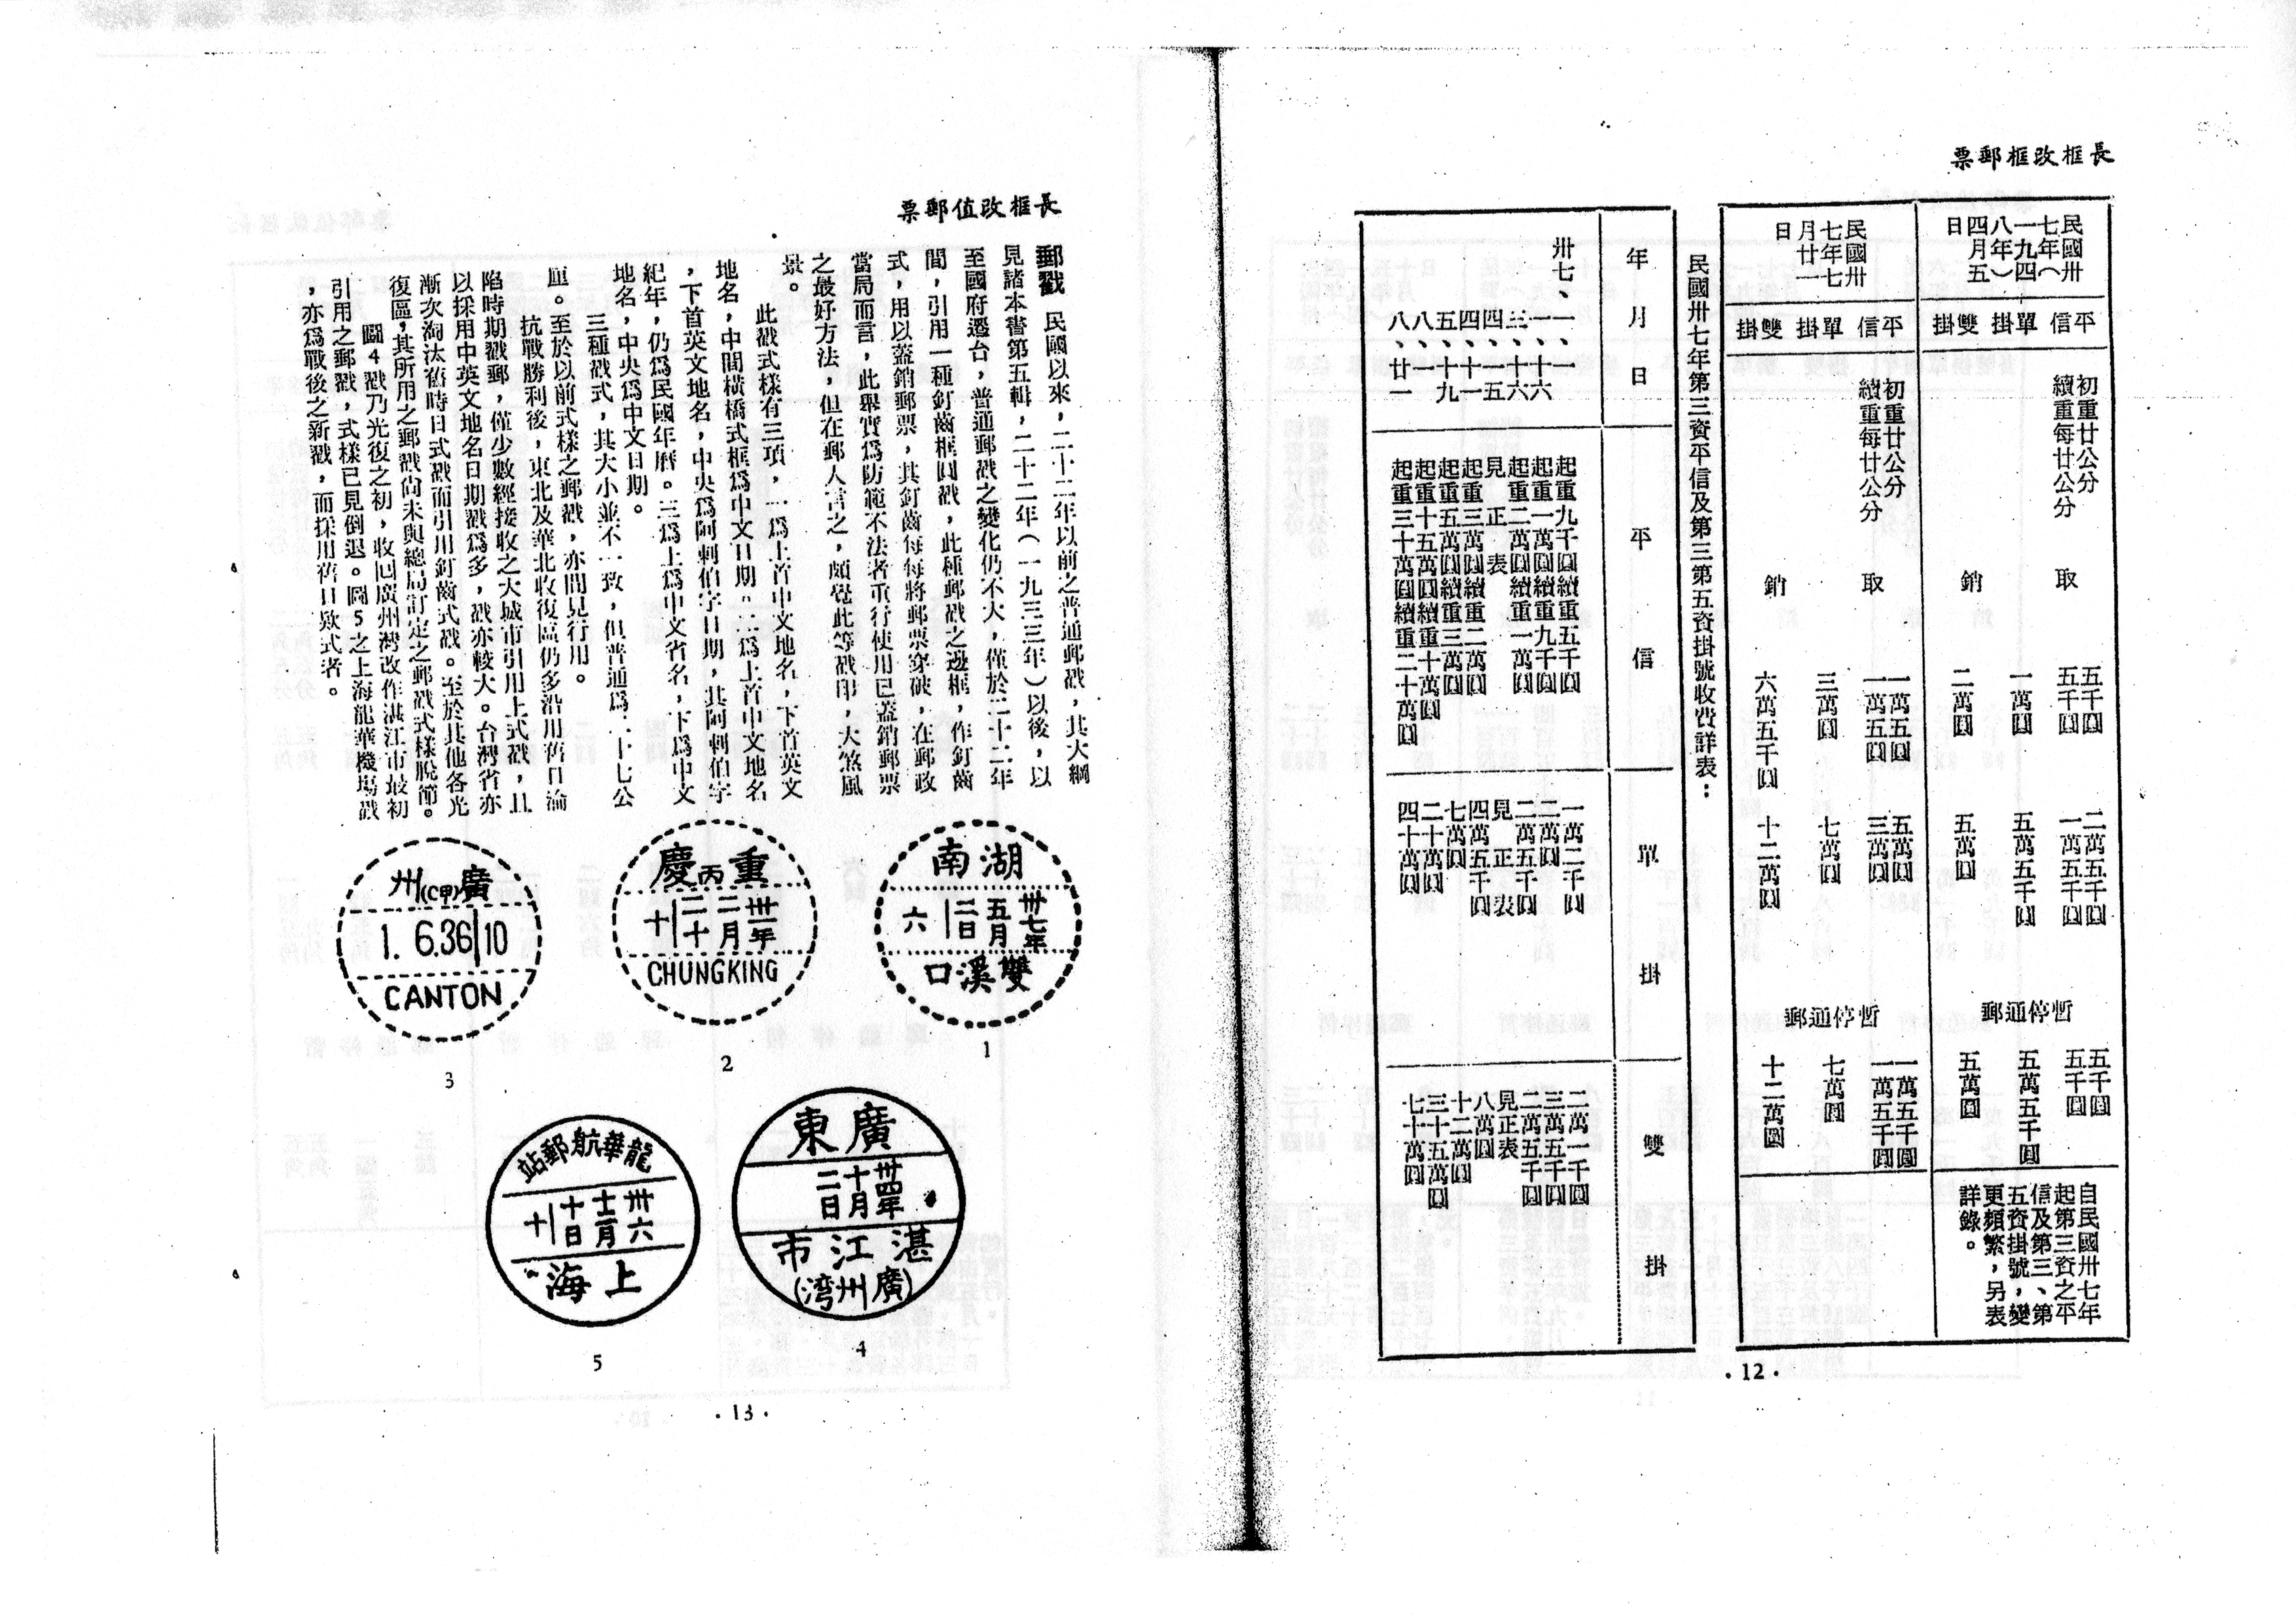 長框改框郵票
民國卅
七年（
一九四
八年）
四月五
日
平信
單掛
雙掛
初重廿公分
續重每廿公分
取
銷
五千圓
五千圓
一萬圓
二萬圓
二萬五千圓
一萬五千圓
五萬五千圓
五萬圓
暫停通郵
五千圓
五千圓
五萬五千圓
五萬圓
自民國卅七年
起第三資之平
信及第三、第
五資掛號，變
更頻繁，另表
詳錄。
民國卅
七年七
月廿一
日
平信
單掛
雙掛
初重廿公分
續重每廿公分
取
銷
一萬五圓
一萬五圓
三萬圓
六萬五千圓
五萬圓
三萬圓
七萬圓
十二萬圓
暫停通郵
一萬五千圓
一萬五千圓
七萬圓
十二萬圓
民國卅七年第三資平信及第三第五資掛號收費詳表：
年月日
平信
單掛
雙掛
卅七、一、一
起重九千圓續重五千圓
一萬二千圓
二萬一千圓
一、十六
起重一萬圓續重九千圓
二萬圓
三萬五千圓
三、十六
起重二萬圓續重一萬圓
二萬五千圓
二萬五千圓
四、五
見正表
見正表
見正表
四、十一
起重三萬圓續重二萬圓
四萬五千圓
八萬圓
五、十九
起重五萬圓續重三萬圓
七萬圓
十二萬圓
八、一
起重十五萬圓續重十萬圓
二十萬圓
三十五萬圓
八、廿一
起重三十萬圓續重二十萬圓
四十萬圓
七十萬圓
·12·
長框改值郵票
郵戳 民國以來，二十二年以前之普通郵戳，其大綱
見諸本書第五輯，二十二年（一九三三年）以後，以
至國府遷台，普通郵戳之變化仍不大，僅於二十二年
間，引用一種釘齒框圓戳，此種郵戳之邊框，作釘齒
式，用以蓋銷郵票，其釘齒每每將郵票穿破，在郵政
當局而言，此舉實爲防範不法者重行使用已蓋銷郵票
之最好方法，但在郵人言之，頗覺此等戳印，大煞風
景。
此戳式樣有三項，一爲上首中文地名，下首英文
地名，中間橫橋式框爲中文日期。二爲上首中文地名
，下首英文地名，中央爲阿剌伯字日期，其阿剌伯字
紀年，仍爲民國年曆。三爲上爲中文省名，下爲中文
地名，中央爲中文日期。
三種戳式，其大小並不一致，但普通爲二十七公
厘。至於以前式樣之郵戳，亦間見行用。
抗戰勝利後，東北及華北收復區仍多沿用舊日淪
陷時期戳郵，僅少數經接收之大城市引用上式戳，且
以採用中英文地名日期戳爲多，戳亦較大。台灣省亦
漸次淘汰舊時日式戳而引用釘齒式戳。至於其他各光
復區，其所用之郵戳尚未與總局訂定之郵戳式樣脫節。
圖4戳乃光復之初，收回廣州灣改作湛江市最初
引用之郵戳，式樣已見倒退。圖5之上海龍華機場戳
，亦爲戰後之新戳，而採用舊日欵式者。
湖南
卅七年
五月
二日
六
雙溪口
1
重丙慶
卅一年
二月
二十
十
CHUNGKING
2
廣(C甲)州
1. 6.36 10
CANTON
3
廣東
卅四年
十月
二日
湛江市
(廣州湾)
4
龍華航郵站
卅六
十二月
十日
十
上海
5
·13·